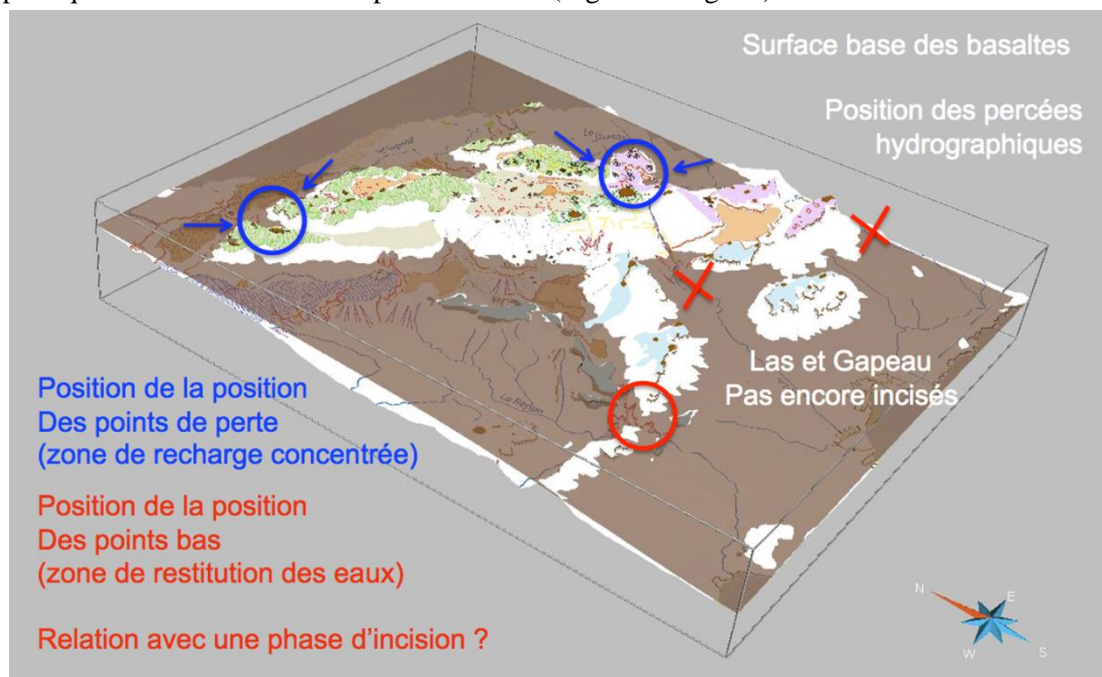 Surface base des basaltes
Position des percées
hydrographiques
Las et Gapeau
Pas encore incisés
Position de la position
Des points de perte
(zone de recharge concentrée)
La Reppe
Position de la position
Des points bas
(zone de restitution des eaux)
Relation avec une phase d'incision ?
N
E
W
S